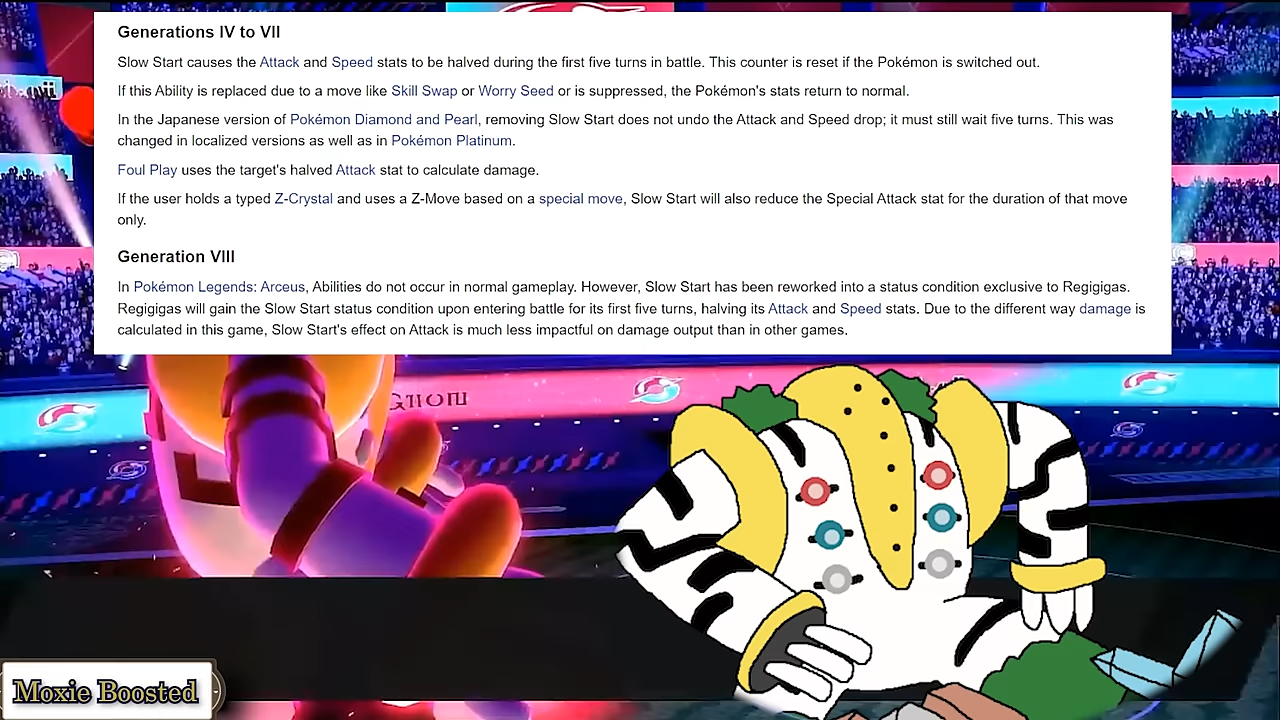 Generations IV to VII
Slow Start causes the Attack and Speed stats to be halved during the first five turns in battle. This counter is reset if the Pokémon is switched out.
If this Ability is replaced due to a move like Skill Swap or Worry Seed or is suppressed, the Pokémon's stats return to normal.
In the Japanese version of Pokémon Diamond and Pearl, removing Slow Start does not undo the Attack and Speed drop; it must still wait five turns. This was
changed in localized versions as well as in Pokémon Platinum.
Foul Play uses the target's halved Attack stat to calculate damage.
If the user holds a typed Z-Crystal and uses a Z-Move based on a special move, Slow Start will also reduce the Special Attack stat for the duration of that move
only.
Generation VIII
In Pokémon Legends: Arceus, Abilities do not occur in normal gameplay. However, Slow Start has been reworked into a status condition exclusive to Regigigas.
Regigigas will gain the Slow Start status condition upon entering battle for its first five turns, halving its Attack and Speed stats. Due to the different way damage is
calculated in this game, Slow Start's effect on Attack is much less impactful on damage output than in other games.
Moxie Boosted